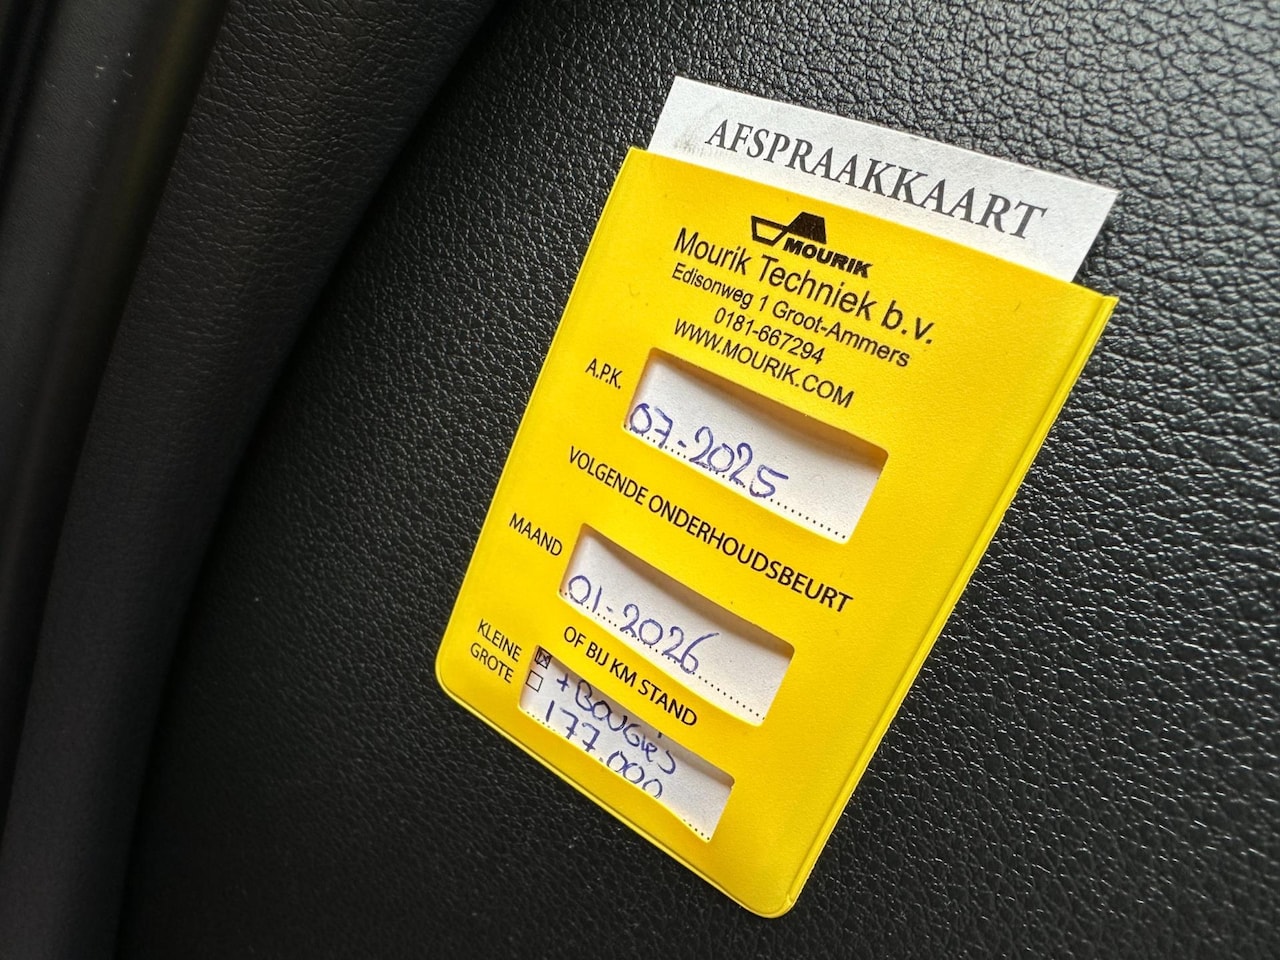 AFSPRAAKKAART
MOURIK
Mourik Techniek b.v.
Edisonweg 1 Groot-Ammers
0181-667294
WWW.MOURIK.COM
A.P.K.
07-2025
VOLGENDE ONDERHOUDSBEURT
MAAND
01-2026
OF BIJ KM STAND
KLEINE
GROTE
+ BOUGIES
177.000